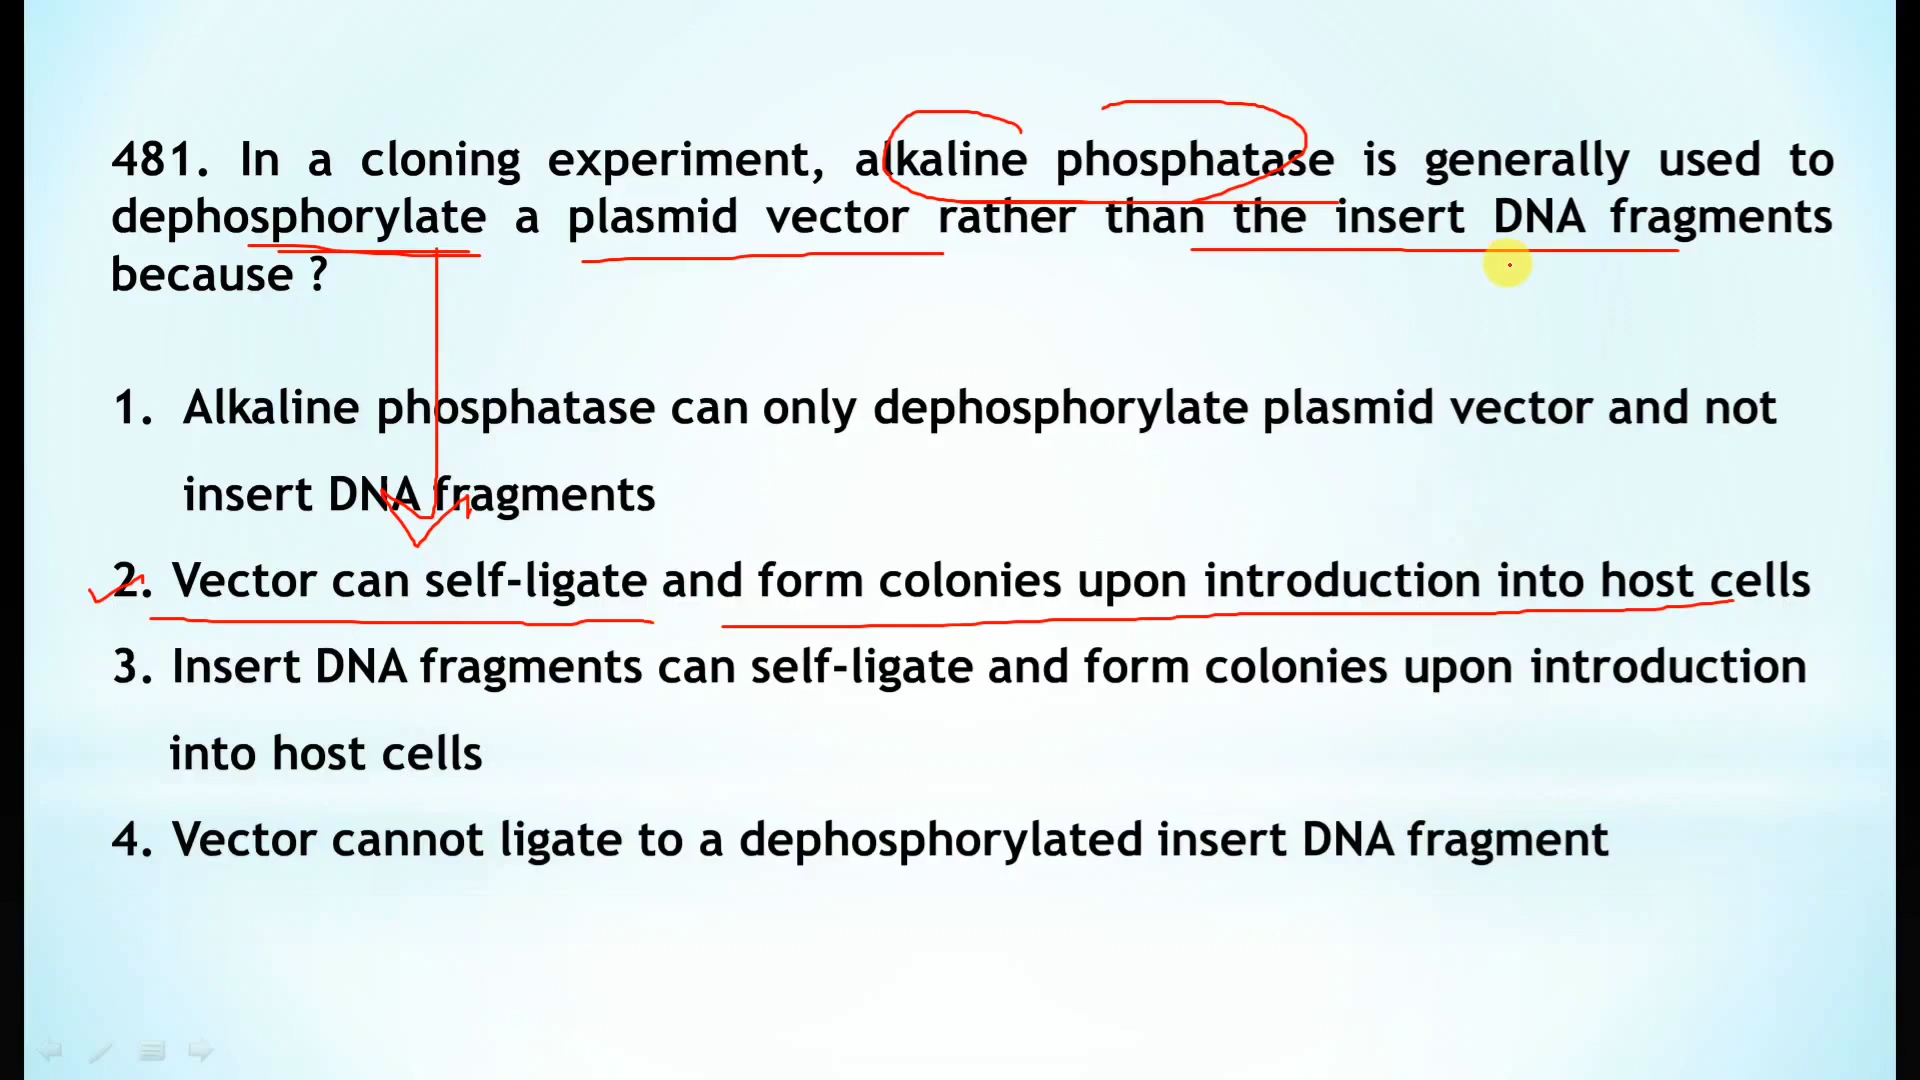 481. In a cloning experiment, alkaline phosphatase is generally used to
dephosphorylate a plasmid vector rather than the insert DNA fragments
because ?
1. Alkaline phosphatase can only dephosphorylate plasmid vector and not
insert DNA fragments
2. Vector can self-ligate and form colonies upon introduction into host cells
3. Insert DNA fragments can self-ligate and form colonies upon introduction
into host cells
4. Vector cannot ligate to a dephosphorylated insert DNA fragment